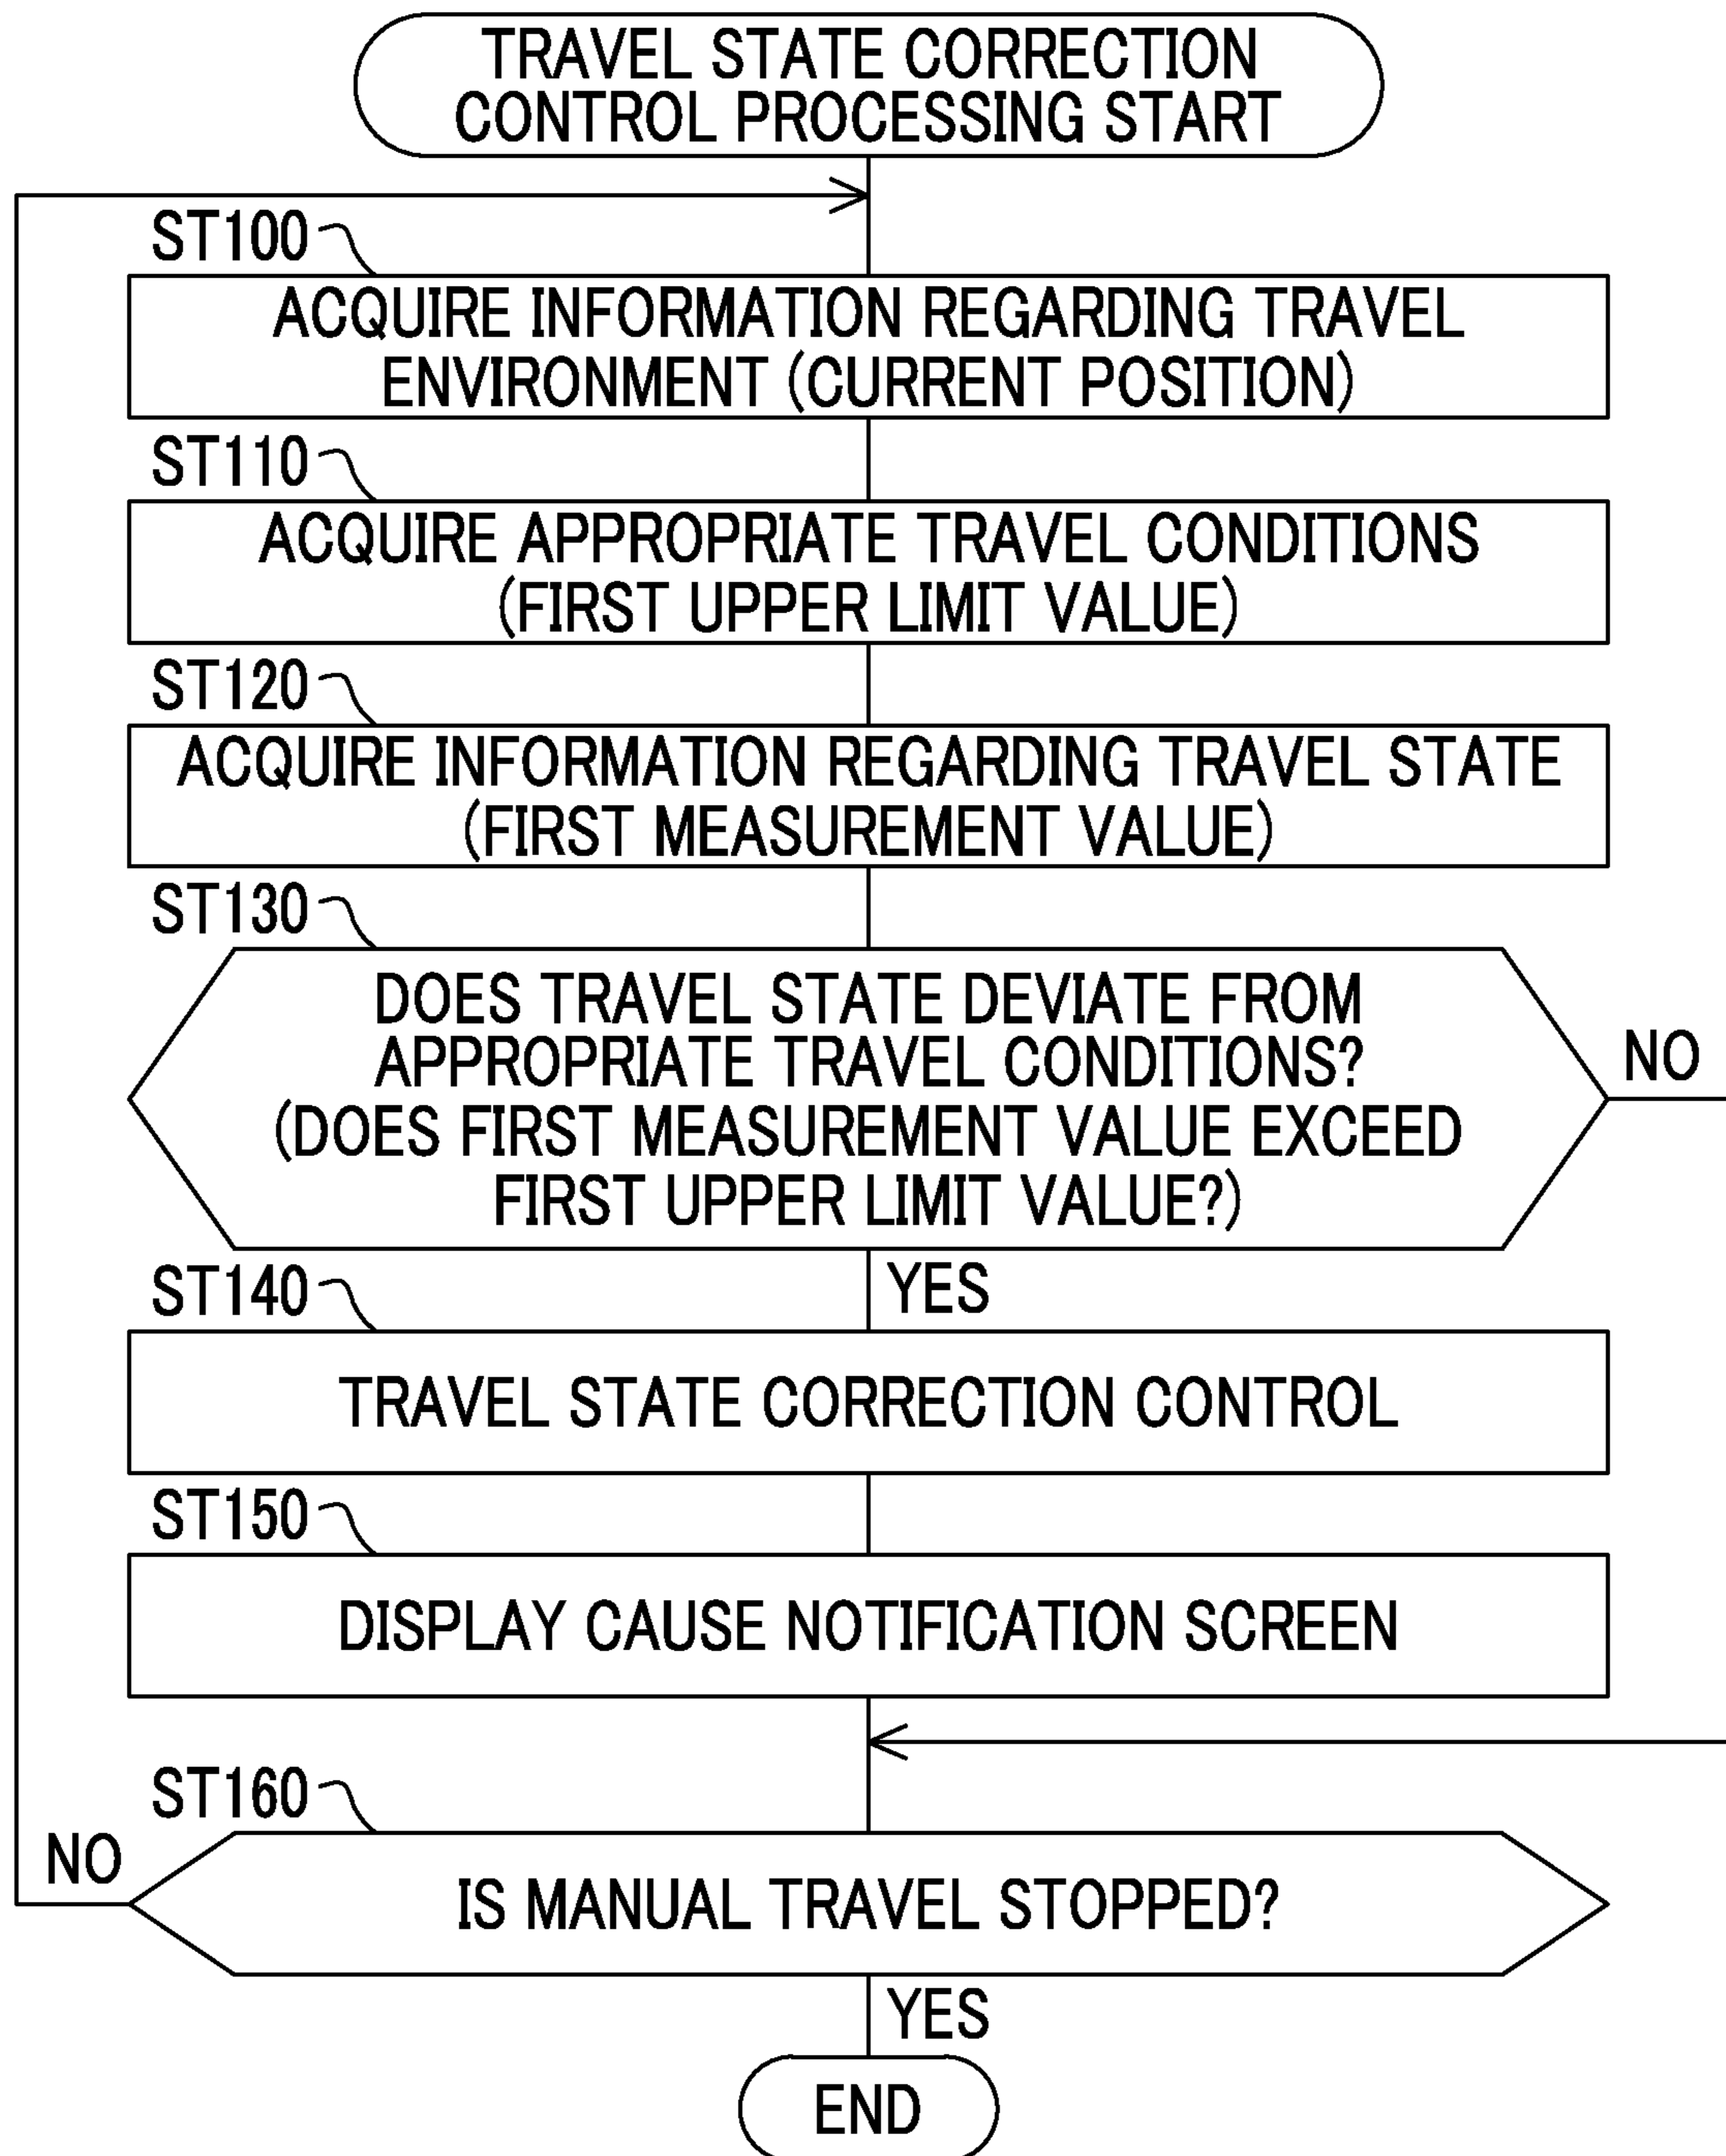 TRAVEL STATE CORRECTION
CONTROL PROCESSING START
ST100
ACQUIRE INFORMATION REGARDING TRAVEL
ENVIRONMENT (CURRENT POSITION)
ST110
ACQUIRE APPROPRIATE TRAVEL CONDITIONS
(FIRST UPPER LIMIT VALUE)
ST120
ACQUIRE INFORMATION REGARDING TRAVEL STATE
(FIRST MEASUREMENT VALUE)
ST130
DOES TRAVEL STATE DEVIATE FROM
APPROPRIATE TRAVEL CONDITIONS?
(DOES FIRST MEASUREMENT VALUE EXCEED
FIRST UPPER LIMIT VALUE?)
NO
YES
ST140
TRAVEL STATE CORRECTION CONTROL
ST150
DISPLAY CAUSE NOTIFICATION SCREEN
ST160
NO
IS MANUAL TRAVEL STOPPED?
YES
END